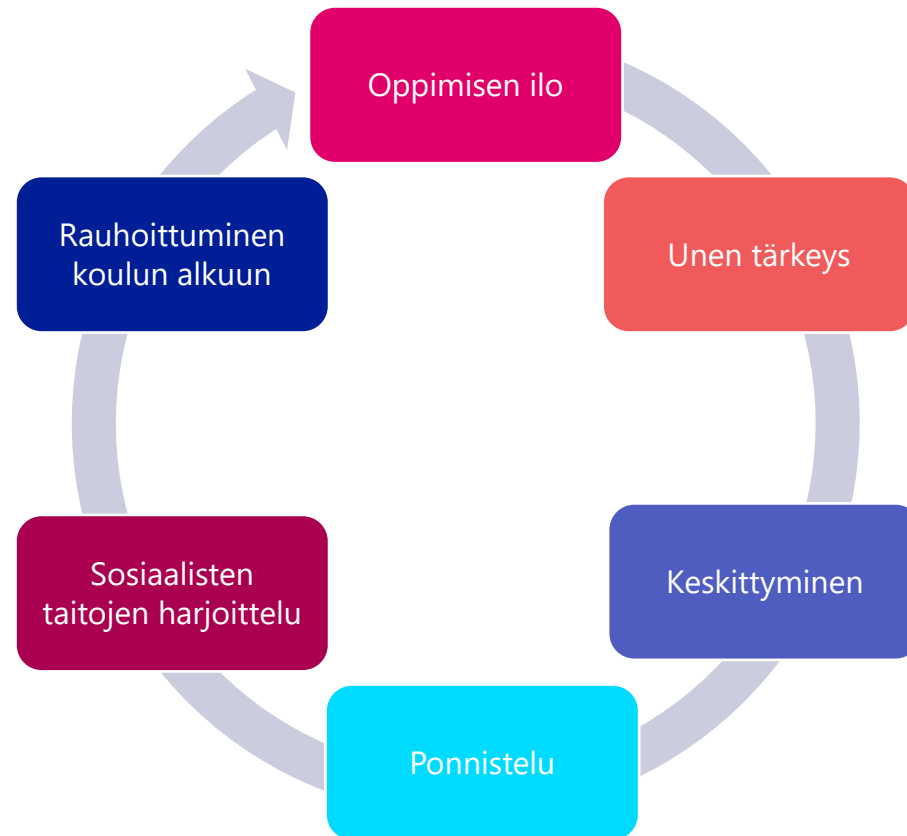 Oppimisen ilo
Unen tärkeys
Keskittyminen
Ponnistelu
Sosiaalisten
taitojen harjoittelu
Rauhoittuminen
koulun alkuun